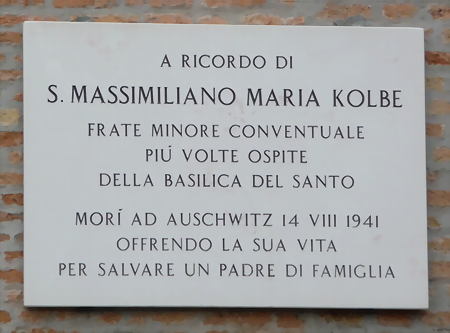 A RICORDO DI
S. MASSIMILIANO MARIA KOLBE
FRATE MINORE CONVENTUALE
PIÚ VOLTE OSPITE
DELLA BASILICA DEL SANTO
MORÍ AD AUSCHWITZ 14 VIII 1941
OFFRENDO LA SUA VITA
PER SALVARE UN PADRE DI FAMIGLIA